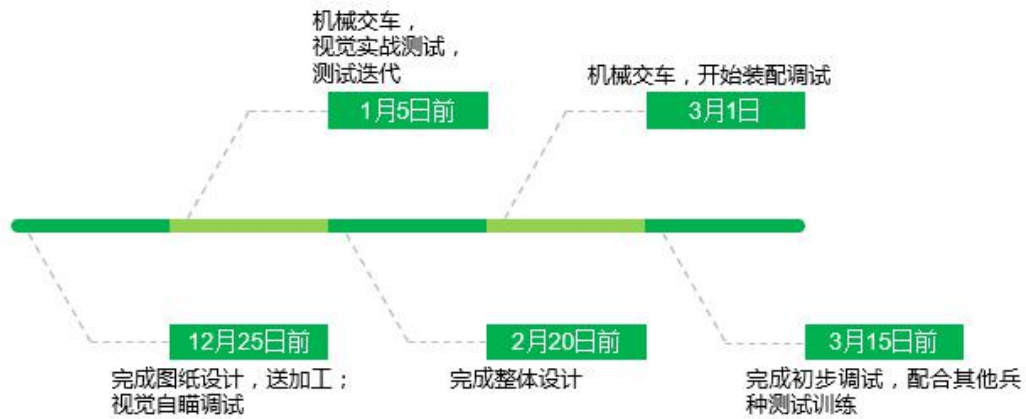 机械交车，
视觉实战测试，
测试迭代
1月5日前
机械交车，开始装配调试
3月1日
12月25日前
完成图纸设计，送加工；
视觉自瞄调试
2月20日前
完成整体设计
3月15日前
完成初步调试，配合其他兵
种测试训练